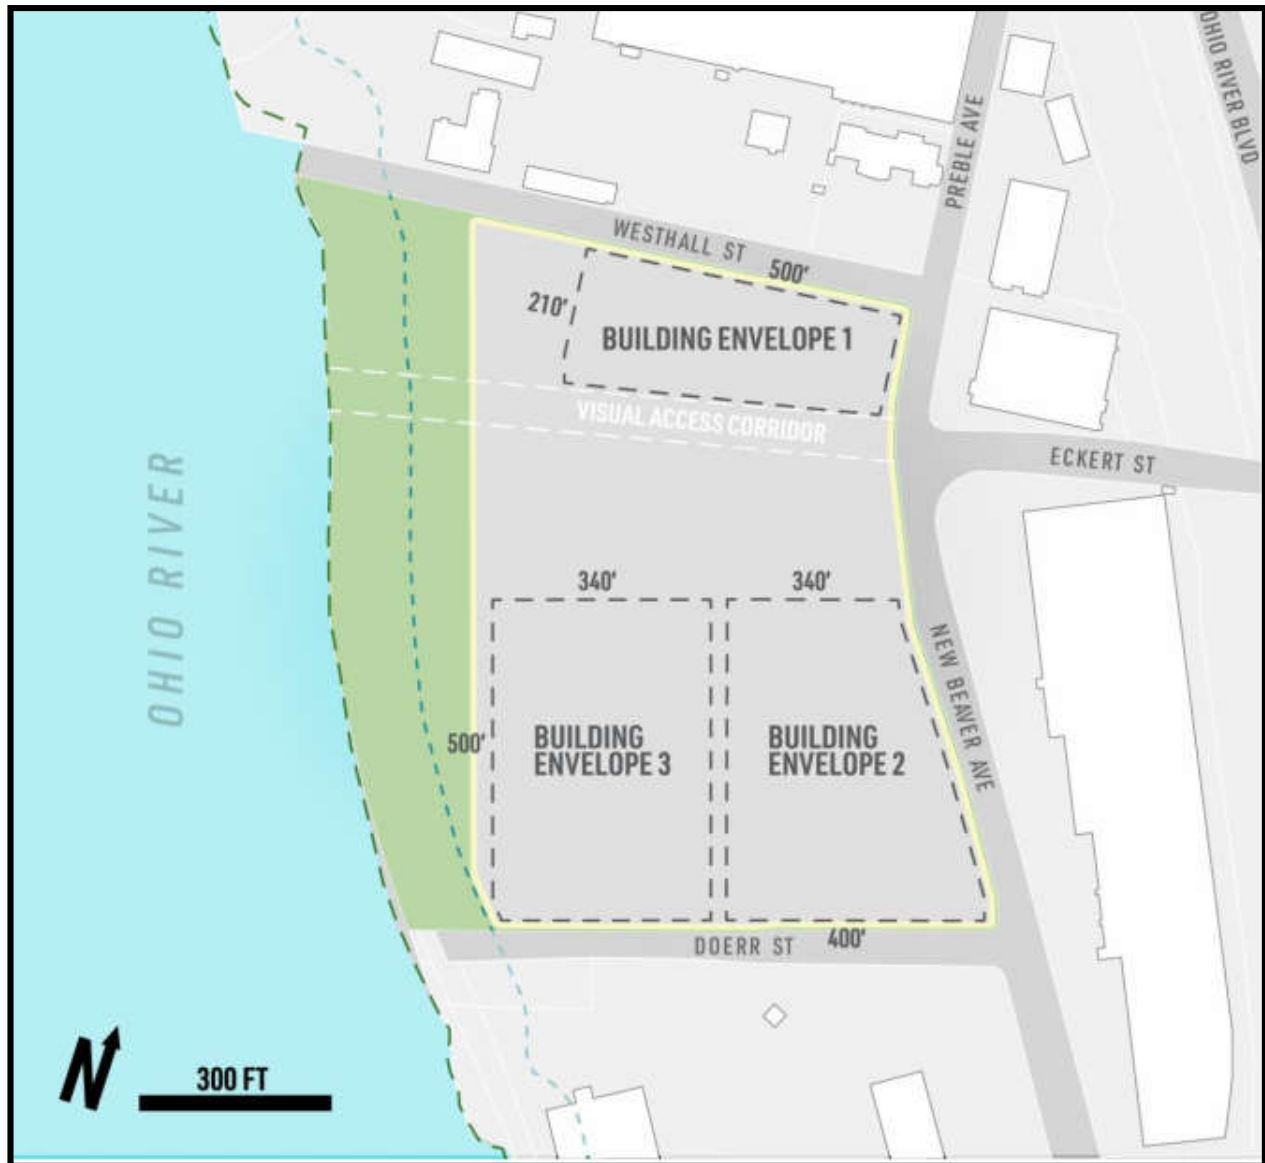 OHIO RIVER BLVD
PREBLE AVE
WESTHALL ST
500'
210'
BUILDING ENVELOPE 1
VISUAL ACCESS CORRIDOR
ECKERT ST
OHIO RIVER
340'
340'
NEW BEAVER AVE
500'
BUILDING
ENVELOPE 3
BUILDING
ENVELOPE 2
DOERR ST
400'
N
300 FT